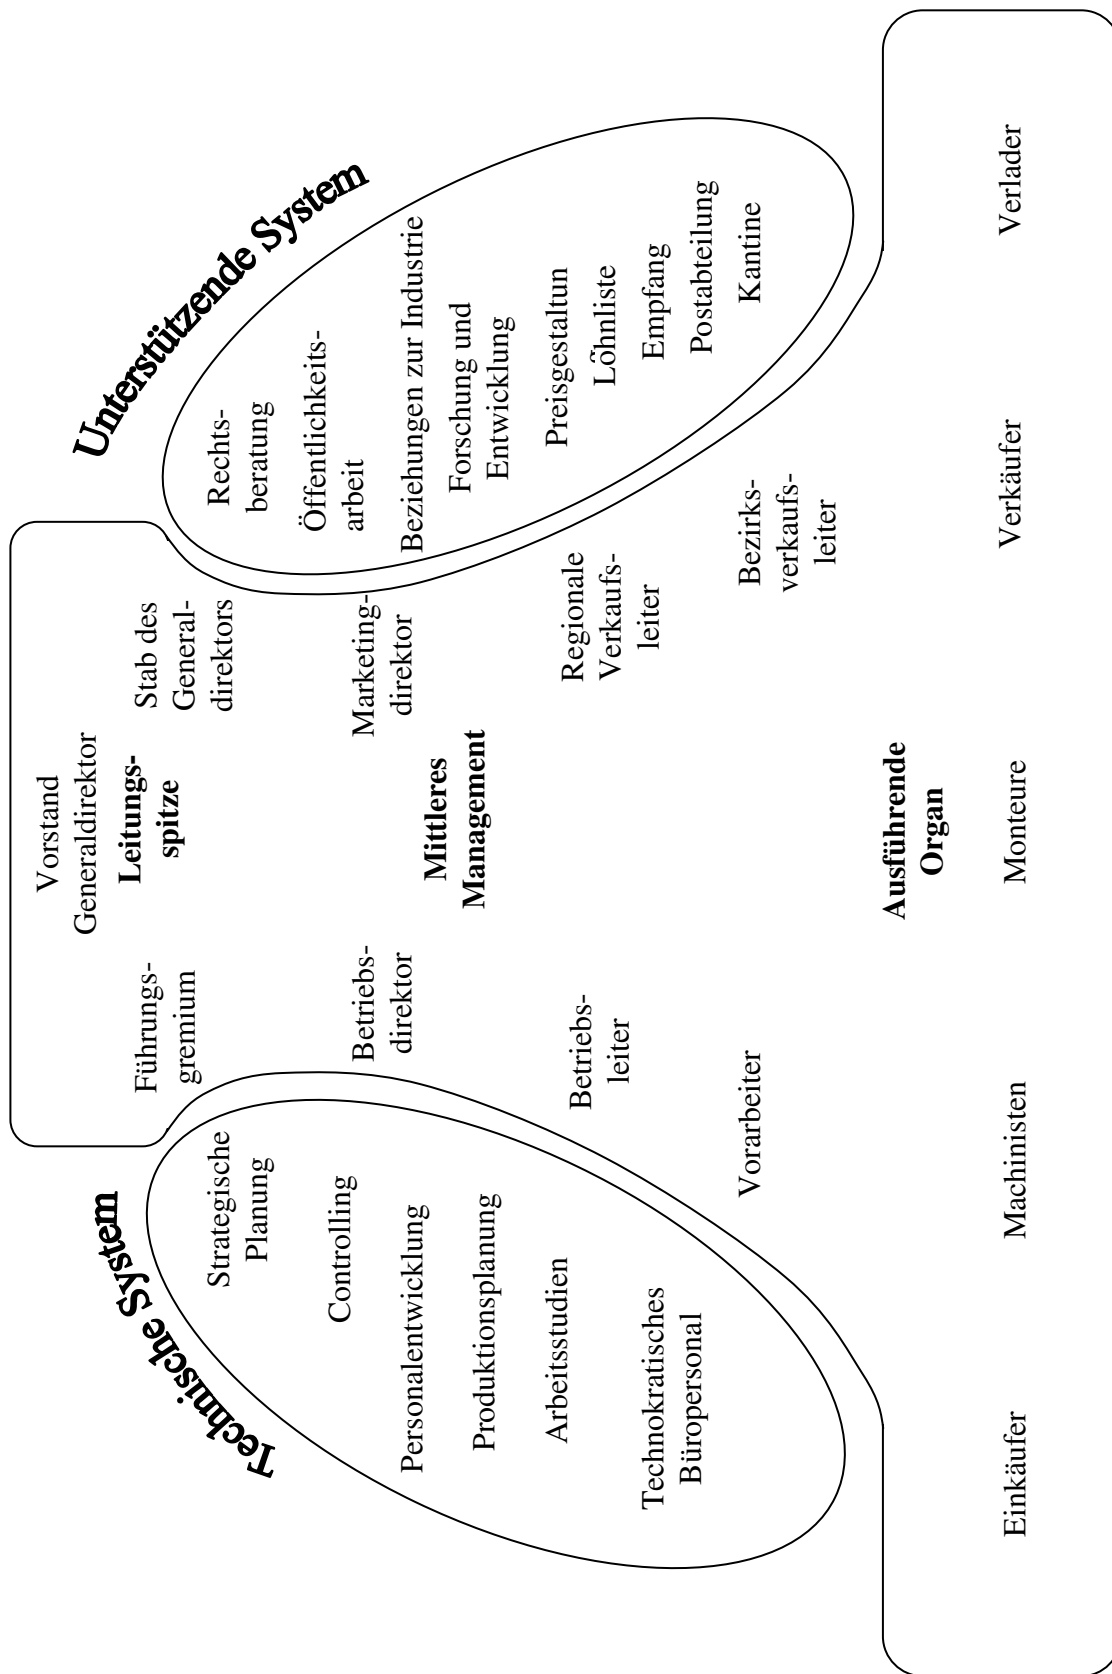 Technische System
Unterstützende System
Vorstand
Generaldirektor
Leitungs-
spitze
Führungs-
gremium
Stab des
General-
direktors
Strategische
Planung
Controlling
Personalentwicklung
Produktionsplanung
Arbeitsstudien
Technokratisches
Büropersonal
Betriebs-
direktor
Marketing-
direktor
Mittleres
Management
Betriebs-
leiter
Regionale
Verkaufs-
leiter
Vorarbeiter
Bezirks-
verkaufs-
leiter
Rechts-
beratung
Öffentlichkeits-
arbeit
Beziehungen zur Industrie
Forschung und
Entwicklung
Preisgestaltun
Löhnliste
Empfang
Postabteilung
Kantine
Ausführende
Organ
Einkäufer
Machinisten
Monteure
Verkäufer
Verlader